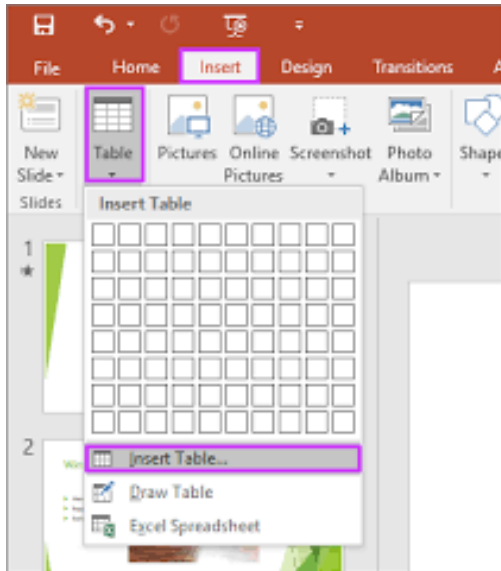 File Home Insert Design Transitions A
New Slide Table Pictures Online Pictures Screenshot Photo Album Shape
Slides
Insert Table
1
2
Insert Table...
Draw Table
Excel Spreadsheet